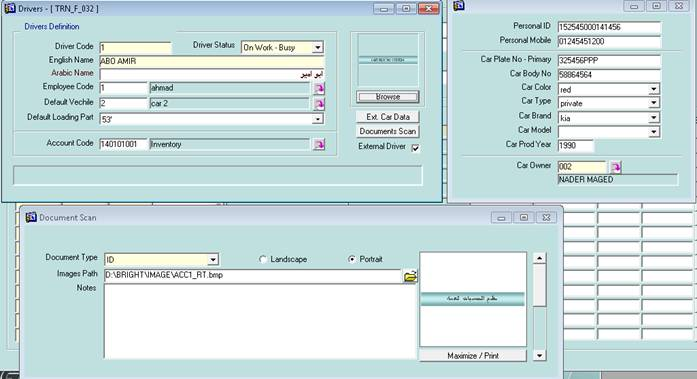 Drivers - [ TRN_F_032 ]
Drivers Definition
Driver Code 1
Driver Status On Work - Busy
English Name ABO AMIR
Arabic Name ابو امير
Employee Code 1 ahmad
Default Vechile 2 car 2
Default Loading Part 53'
Account Code 140101001 Inventory
Browse
Ext. Car Data
Documents Scan
External Driver
Personal ID 152545000141456
Personal Mobile 01245451200
Car Plate No - Primary 325456PPP
Car Body No 58864564
Car Color red
Car Type private
Car Brand kia
Car Model
Car Prod Year 1990
Car Owner 002
NADER MAGED
Document Scan
Document Type ID
Landscape
Portrait
Images Path D:\BRIGHT\IMAGE\ACC1_RT.bmp
Notes
Maximize / Print